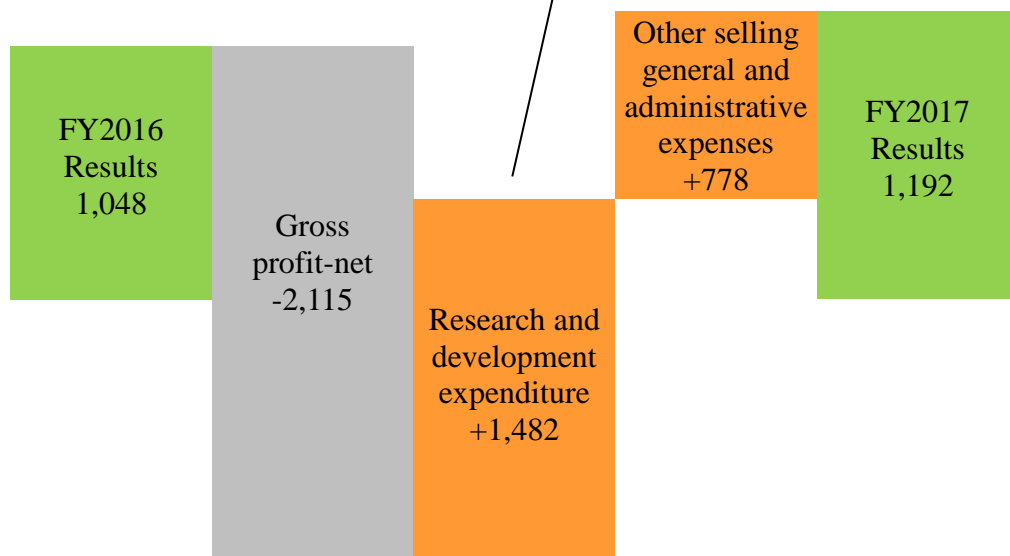 FY2016
Results
1,048
Gross
profit-net
-2,115
Research and
development
expenditure
+1,482
Other selling
general and
administrative
expenses
+778
FY2017
Results
1,192